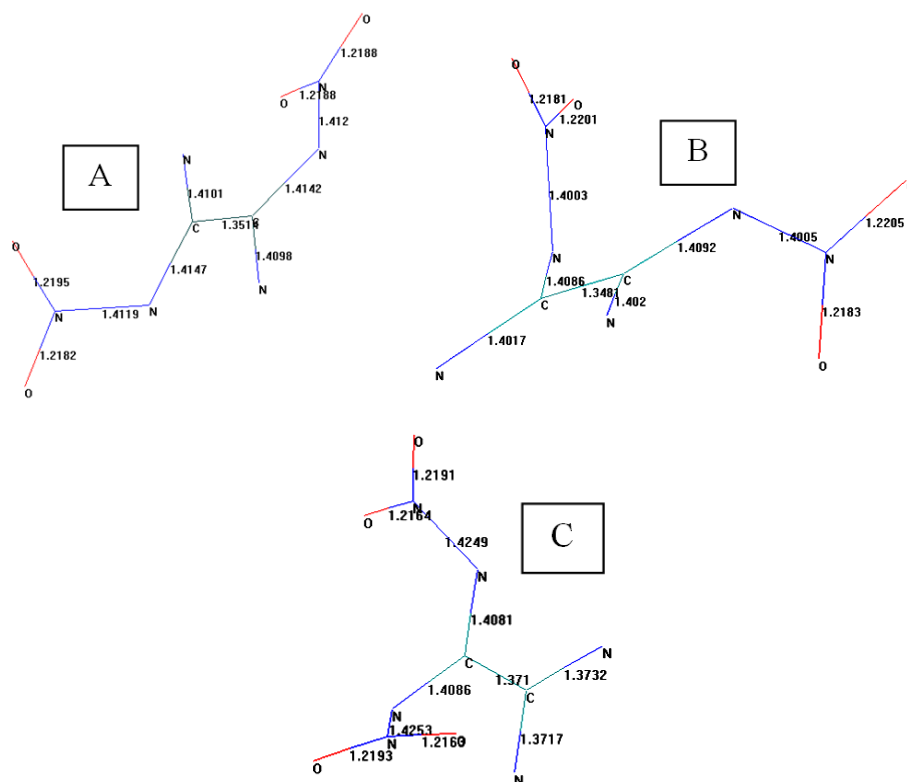 O
1.2188
N
1.2188
O
1.412
N
N
1.4101
1.4142
A
C
1.3514
C
1.4098
N
O
1.2195
1.4147
N
1.4119
N
1.2182
O
O
1.2181
O
1.2201
N
B
1.4003
N
1.2205
1.4005
N
N
1.4092
1.4086
1.3481
C
1.402
C
N
1.2183
1.4017
O
N
O
1.2191
N
1.2164
O
C
1.4249
N
1.4081
N
C
1.371
1.3732
1.4086
C
N
1.4253
N
O
1.2193
1.3717
O
N